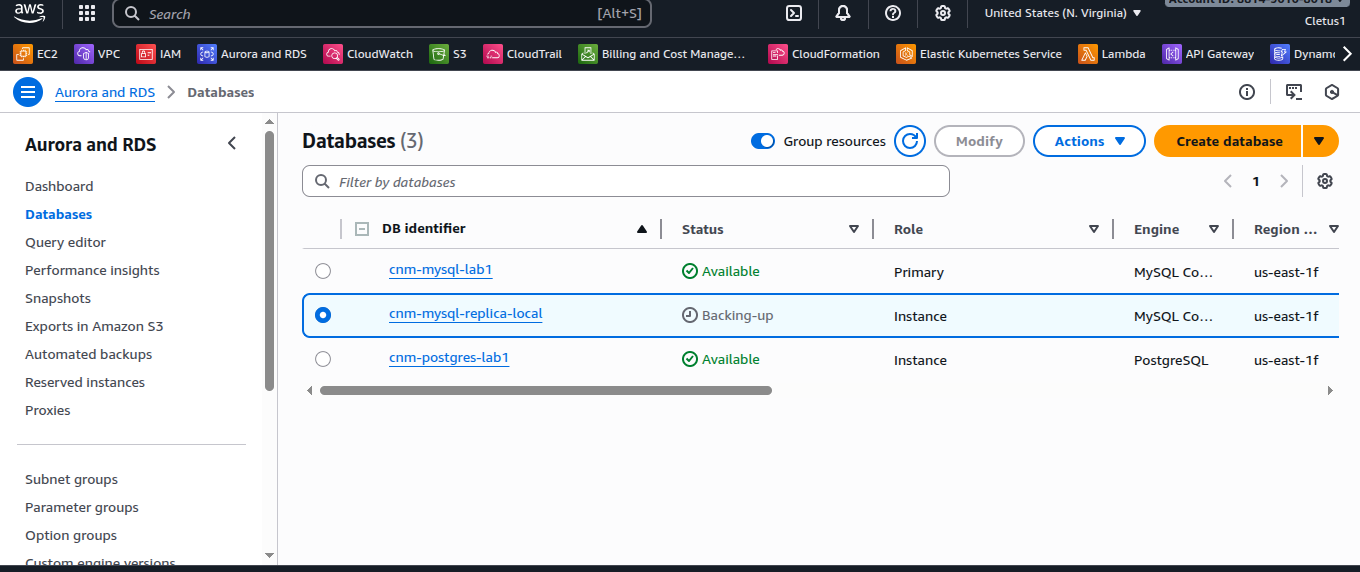 aws
Search [Alt+S]
United States (N. Virginia)
Cletus1
EC2 VPC IAM Aurora and RDS CloudWatch S3 CloudTrail Billing and Cost Manage... CloudFormation Elastic Kubernetes Service Lambda API Gateway
Aurora and RDS Databases
Aurora and RDS
Dashboard
Databases
Query editor
Performance insights
Snapshots
Exports in Amazon S3
Automated backups
Reserved instances
Proxies
Subnet groups
Parameter groups
Option groups
Custom engine versions
Databases (3) Group resources Modify Actions Create database
Filter by databases 1
DB identifier Status Role Engine Region ...
cnm-mysql-lab1 Available Primary MySQL Co... us-east-1f
cnm-mysql-replica-local Backing-up Instance MySQL Co... us-east-1f
cnm-postgres-lab1 Available Instance PostgreSQL us-east-1f